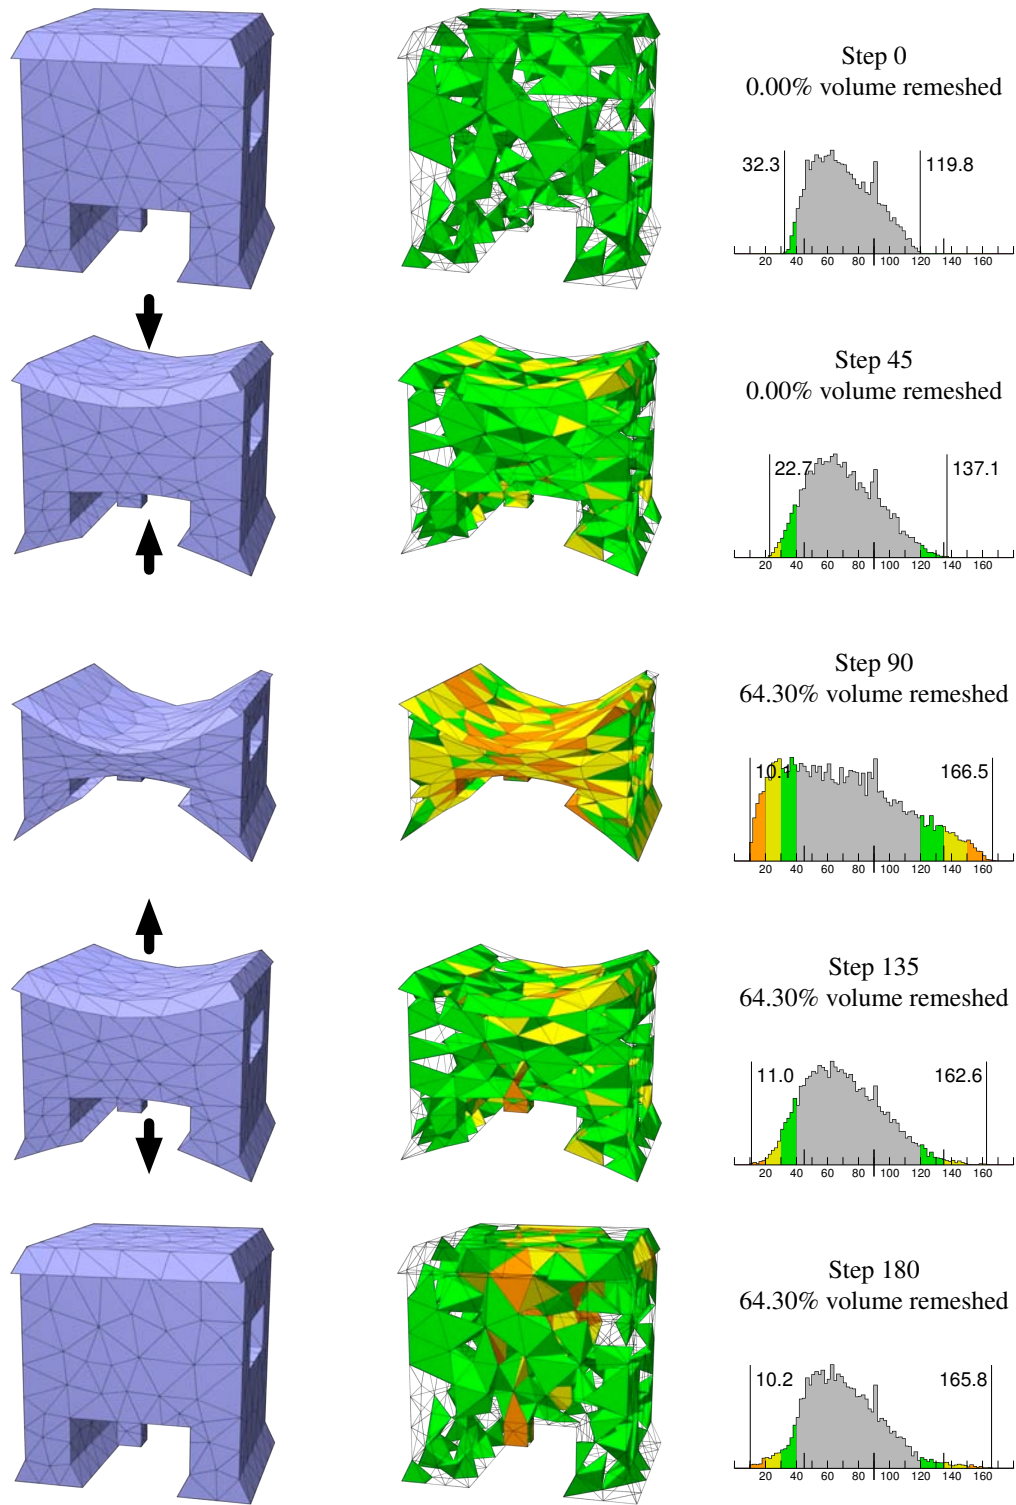 Step 0
0.00% volume remeshed
32.3 119.8
20 40 60 80 100 120 140 160
Step 45
0.00% volume remeshed
22.7 137.1
20 40 60 80 100 120 140 160
Step 90
64.30% volume remeshed
10.1 166.5
20 40 60 80 100 120 140 160
Step 135
64.30% volume remeshed
11.0 162.6
20 40 60 80 100 120 140 160
Step 180
64.30% volume remeshed
10.2 165.8
20 40 60 80 100 120 140 160